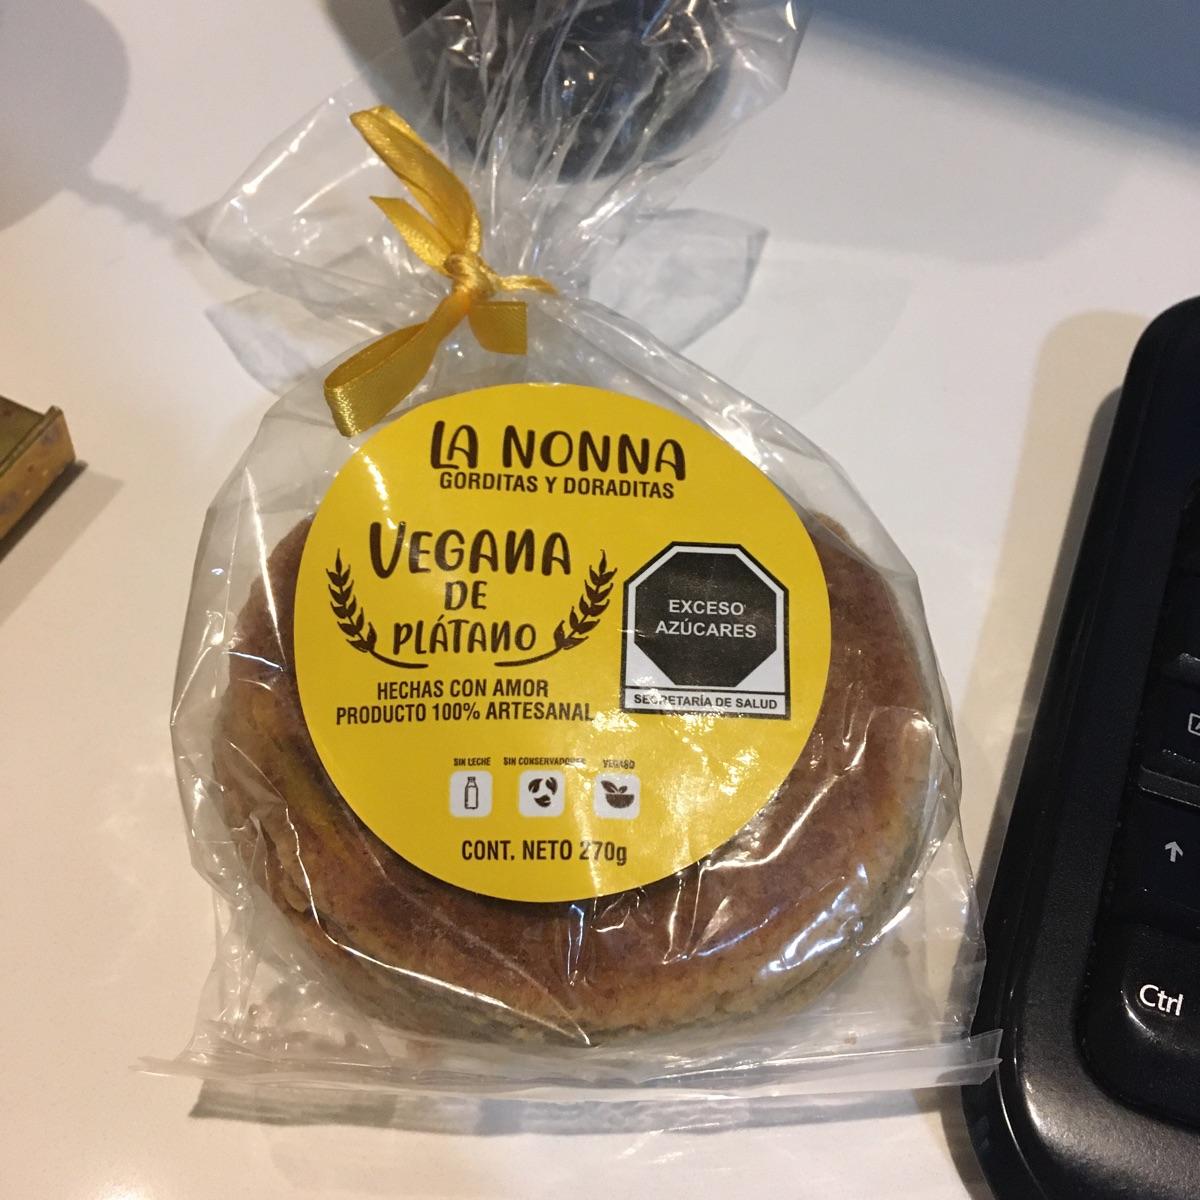 LA NONNA
GORDITAS Y DORADITAS
VEGANA
DE
PLÁTANO
HECHAS CON AMOR
PRODUCTO 100% ARTESANAL
EXCESO
AZÚCARES
SECRETARÍA DE SALUD
SIN LECHE SIN CONSERVADORES VEGANO
CONT. NETO 270g
Ctrl